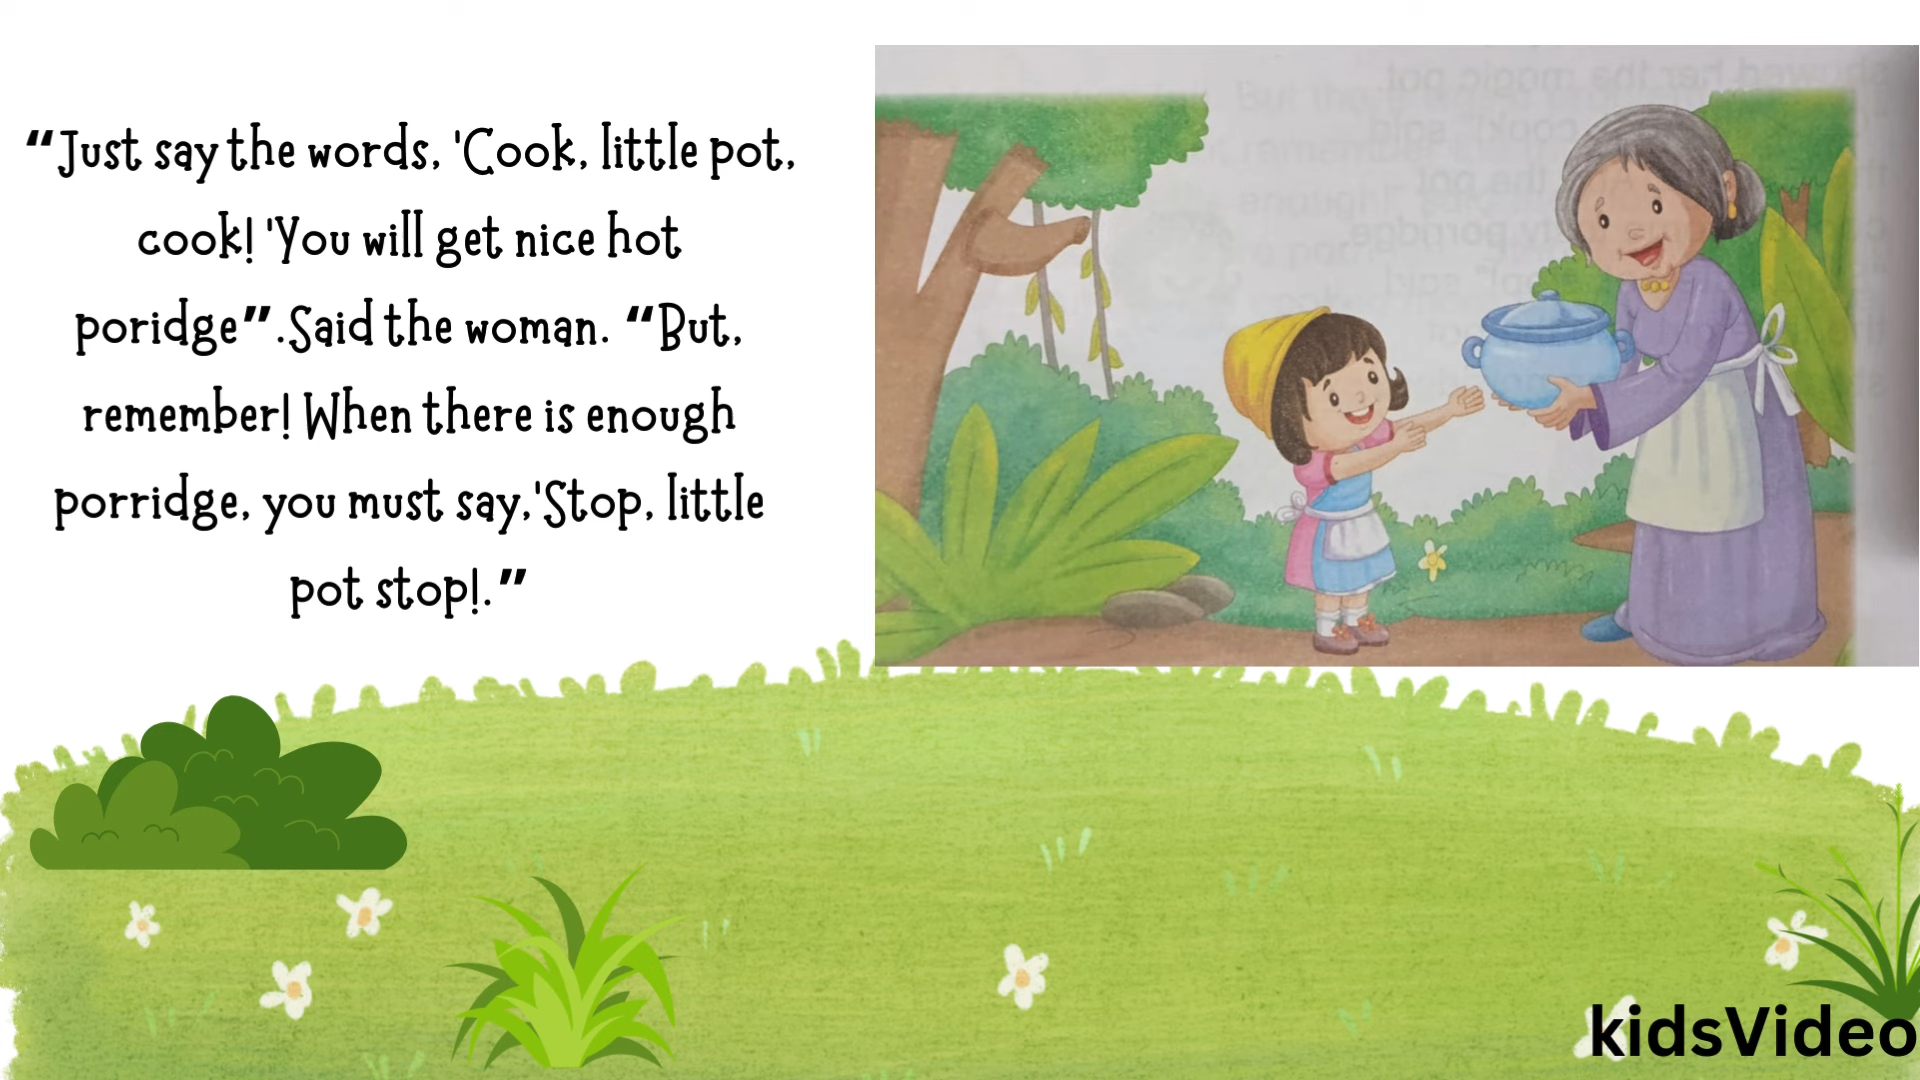 “Just say the words, 'Cook, little pot,
cook! 'You will get nice hot
poridge”.Said the woman. “But,
remember! When there is enough
porridge, you must say,'Stop, little
pot stop!.”
kidsVideo